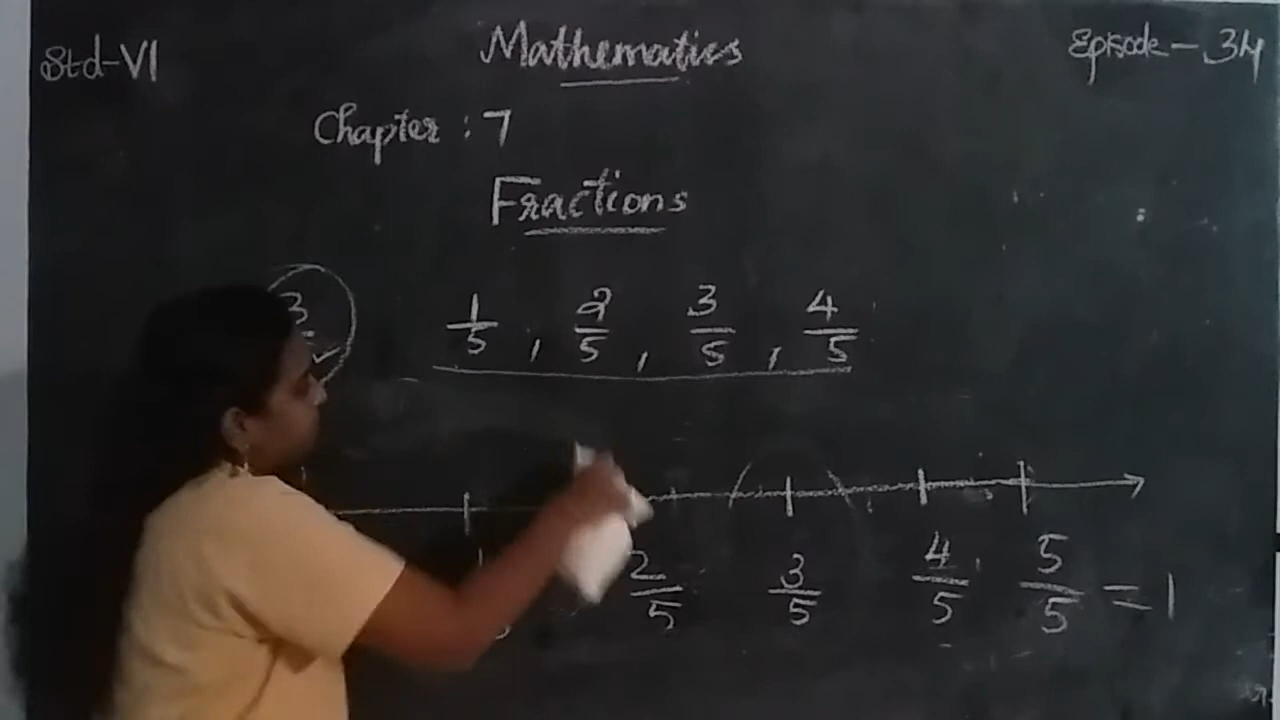 Std-VI
Mathematics
Episode - 34
Chapter : 7
Fractions
1/5 , 2/5 , 3/5 , 4/5
2/5 3/5 4/5 5/5 = 1